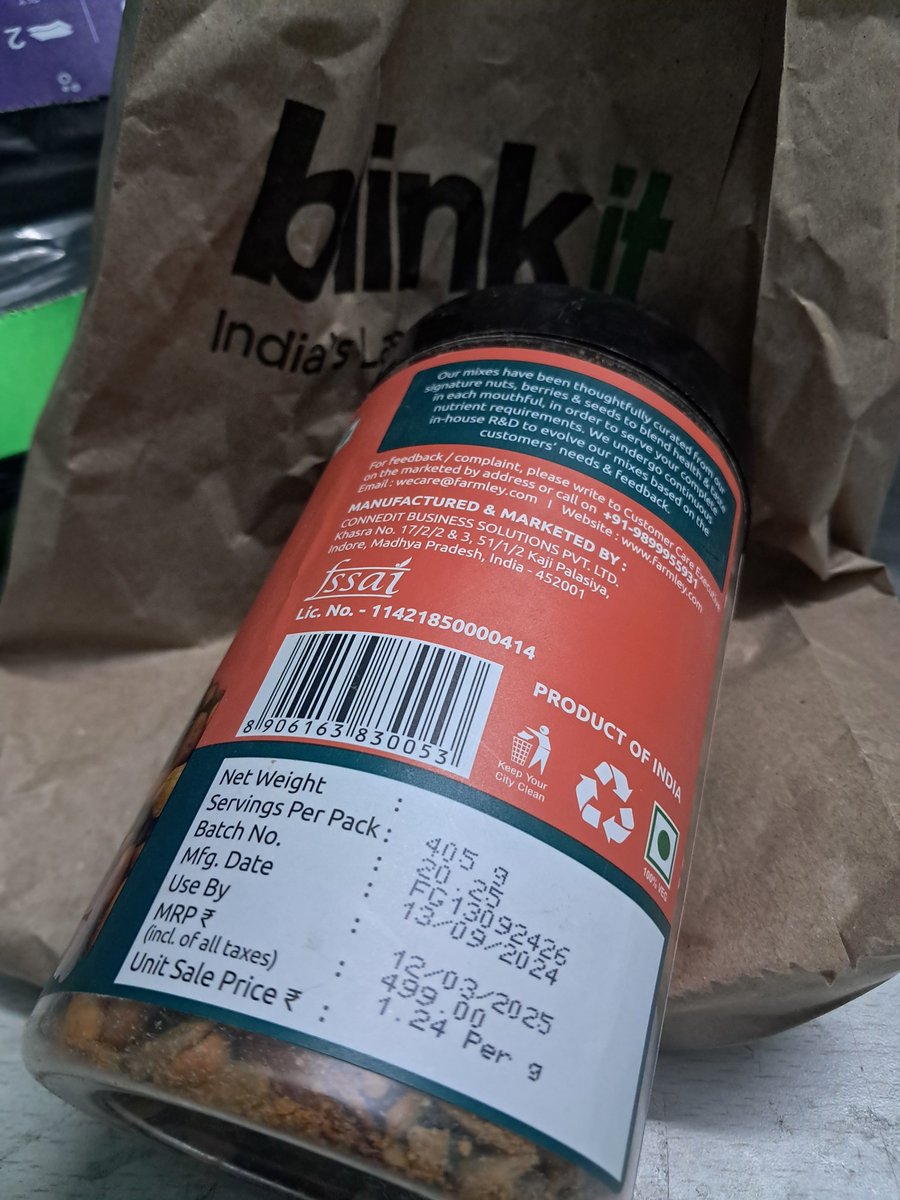 2
blinkit
India's La
Our mixes have been thoughtfully curated from our
signature nuts, berries & seeds to blend health & taste
in each mouthful, in order to serve your complete
nutrient requirements. We undergo continuous
in-house R&D to evolve our mixes based on the
customers' needs & feedback.
For feedback / complaint, please write to Customer Care Executive
on the marketed by address or call on +91-9899955931
Email : wecare@farmley.com | Website : www.farmley.com
MANUFACTURED & MARKETED BY :
CONNEDIT BUSINESS SOLUTIONS PVT. LTD.
Khasra No. 17/2/2 & 3, 51/1/2 Kaji Palasiya,
Indore, Madhya Pradesh, India - 452001
fssai
Lic. No. - 11421850000414
8 906163 830053
PRODUCT OF INDIA
Keep Your
City Clean
100% VEG
Net Weight : 405 g
Servings Per Pack : 20.25
Batch No. : FC13092426
Mfg. Date : 13/09/2024
Use By : 12/03/2025
MRP ₹ : 499.00
(incl. of all taxes)
Unit Sale Price ₹ : 1.24 Per g